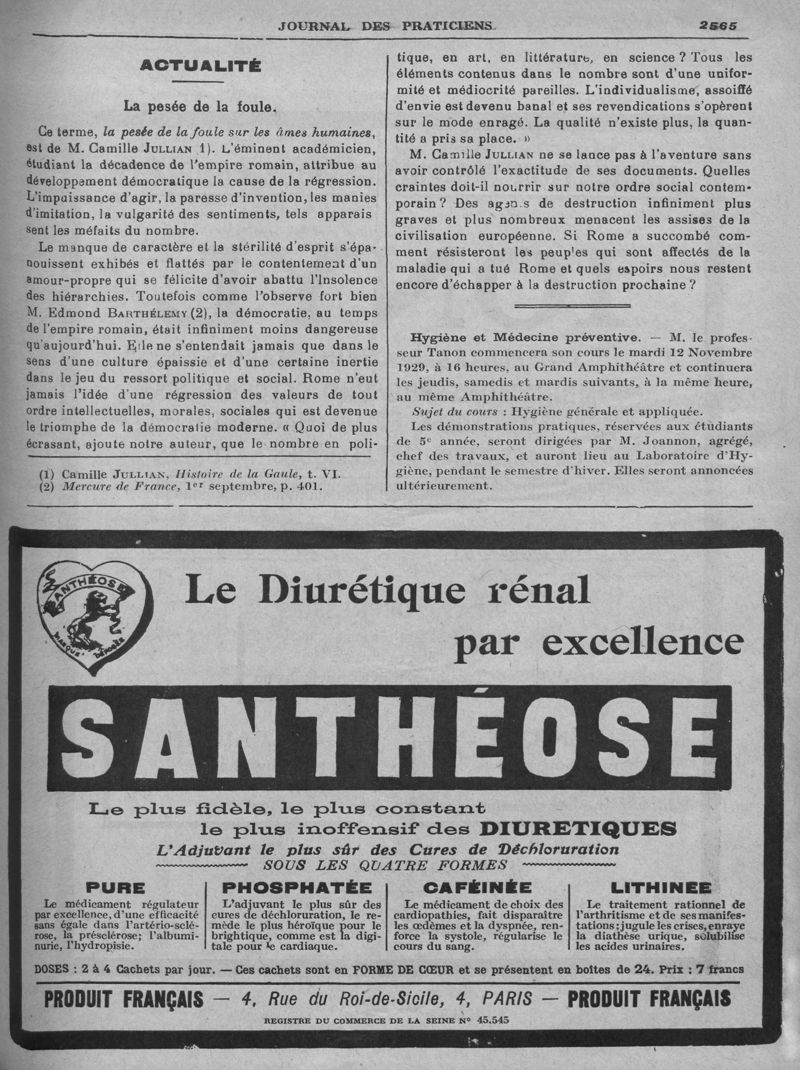 JOURNAL DES PRATICIENS
2565
ACTUALITÉ
La pesée de la foule.
Ce terme, la pesée de la foule sur les âmes humaines,
est de M. Camille JULLIAN 1). L'éminent académicien,
étudiant la décadence de l'empire romain, attribue au
développement démocratique la cause de la régression.
L'impuissance d'agir, la paresse d'invention, les manies
d'imitation, la vulgarité des sentiments, tels apparais
sent les méfaits du nombre.
Le manque de caractère et la stérilité d'esprit s'épa-
nouissent exhibés et flattés par le contentement d'un
amour-propre qui se félicite d'avoir abattu l'insolence
des hiérarchies. Toutefois comme l'observe fort bien
M. Edmond BARTHÉLEMY (2), la démocratie, au temps
de l'empire romain, était infiniment moins dangereuse
qu'aujourd'hui. Elle ne s'entendait jamais que dans le
sens d'une culture épaissie et d'une certaine inertie
dans le jeu du ressort politique et social. Rome n'eut
jamais l'idée d'une régression des valeurs de tout
ordre intellectuelles, morales, sociales qui est devenue
le triomphe de la démocratie moderne. « Quoi de plus
écrasant, ajoute notre auteur, que le nombre en poli-
(1) Camille JULLIAN, Histoire de la Gaule, t. VI.
(2) Mercure de France, 1er septembre, p. 401.
tique, en art, en littérature, en science ? Tous les
éléments contenus dans le nombre sont d'une unifor-
mité et médiocrité pareilles. L'individualisme, assoiffé
d'envie est devenu banal et ses revendications s'opèrent
sur le mode enragé. La qualité n'existe plus, la quan-
tité a pris sa place. »
M. Camille JULLIAN ne se lance pas à l'aventure sans
avoir contrôlé l'exactitude de ses documents. Quelles
craintes doit-il nourrir sur notre ordre social contem-
porain ? Des agents de destruction infiniment plus
graves et plus nombreux menacent les assises de la
civilisation européenne. Si Rome a succombé com-
ment résisteront les peuples qui sont affectés de la
maladie qui a tué Rome et quels espoirs nous restent
encore d'échapper à la destruction prochaine ?
Hygiène et Médecine préventive. — M. le profes-
seur Tanon commencera son cours le mardi 12 Novembre
1929, à 16 heures, au Grand Amphithéâtre et continuera
les jeudis, samedis et mardis suivants, à la même heure,
au même Amphithéâtre.
Sujet du cours : Hygiène générale et appliquée.
Les démonstrations pratiques, réservées aux étudiants
de 5e année, seront dirigées par M. Joannon, agrégé,
chef des travaux, et auront lieu au Laboratoire d'Hy-
giène, pendant le semestre d'hiver. Elles seront annoncées
ultérieurement.
SANTHÉOSE
MARQUE DÉPOSÉE
Le Diurétique rénal
par excellence
SANTHÉOSE
Le plus fidèle, le plus constant
le plus inoffensif des DIURETIQUES
L'Adjuvant le plus sûr des Cures de Déchloruration
SOUS LES QUATRE FORMES
PURE
Le médicament régulateur
par excellence, d'une efficacité
sans égale dans l'artério-sclé-
rose, la présclérose; l'albumi-
nurie, l'hydropisie.
PHOSPHATÉE
L'adjuvant le plus sûr des
cures de déchloruration, le re-
mède le plus héroïque pour le
brightique, comme est la digi-
tale pour le cardiaque.
CAFÉINÉE
Le médicament de choix des
cardiopathies, fait disparaître
les œdèmes et la dyspnée, ren-
force la systole, régularise le
cours du sang.
LITHINEE
Le traitement rationnel de
l'arthritisme et de ses manifes-
tations; jugule les crises, enraye
la diathèse urique, solubilise
les acides urinaires.
DOSES : 2 à 4 Cachets par jour. — Ces cachets sont en FORME DE CŒUR et se présentent en boîtes de 24. Prix : 7 francs
PRODUIT FRANÇAIS — 4, Rue du Roi-de-Sicile, 4, PARIS — PRODUIT FRANÇAIS
REGISTRE DU COMMERCE DE LA SEINE N° 45.545